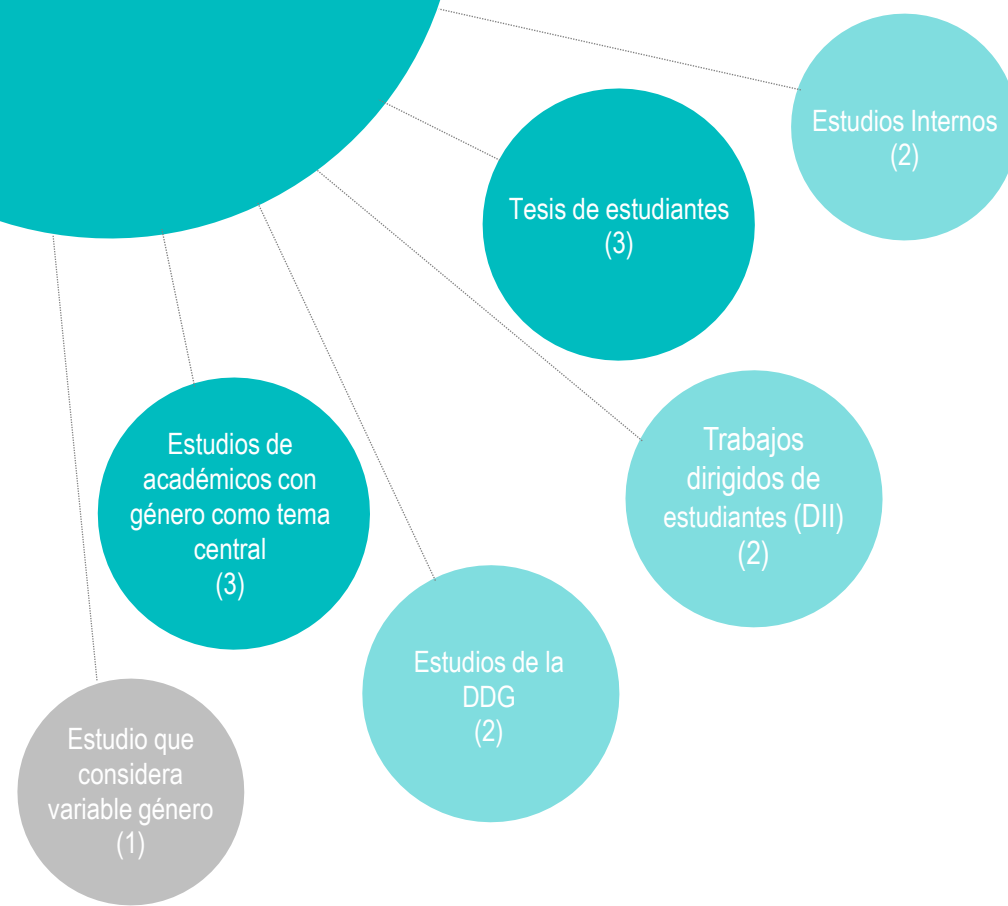 Estudios Internos
(2)
Tesis de estudiantes
(3)
Trabajos
dirigidos de
estudiantes (DII)
(2)
Estudios de
académicos con
género como tema
central
(3)
Estudios de la
DDG
(2)
Estudio que
considera
variable género
(1)